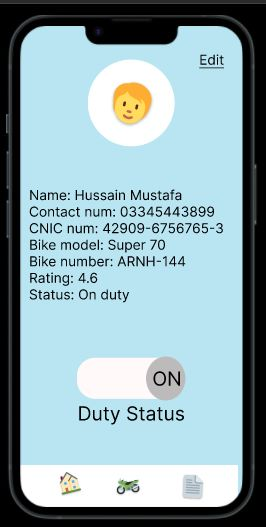 Edit
Name: Hussain Mustafa
Contact num: 03345443899
CNIC num: 42909-6756765-3
Bike model: Super 70
Bike number: ARNH-144
Rating: 4.6
Status: On duty
ON
Duty Status